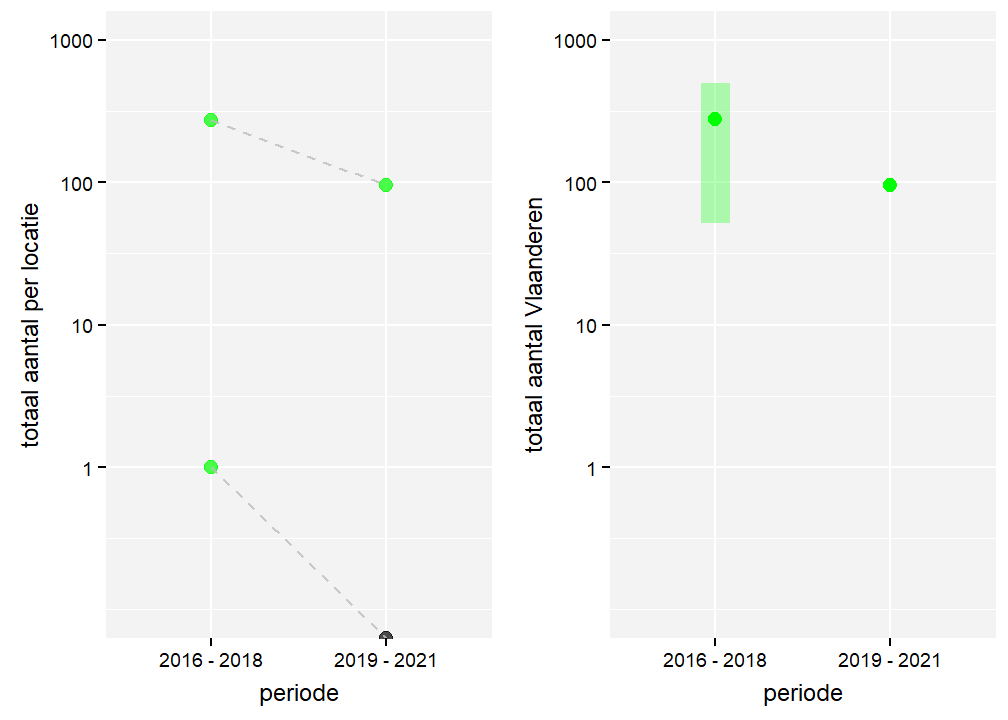 totaal aantal per locatie
1000
100
10
1
2016 - 2018
2019 - 2021
periode
totaal aantal Vlaanderen
1000
100
10
1
2016 - 2018
2019 - 2021
periode